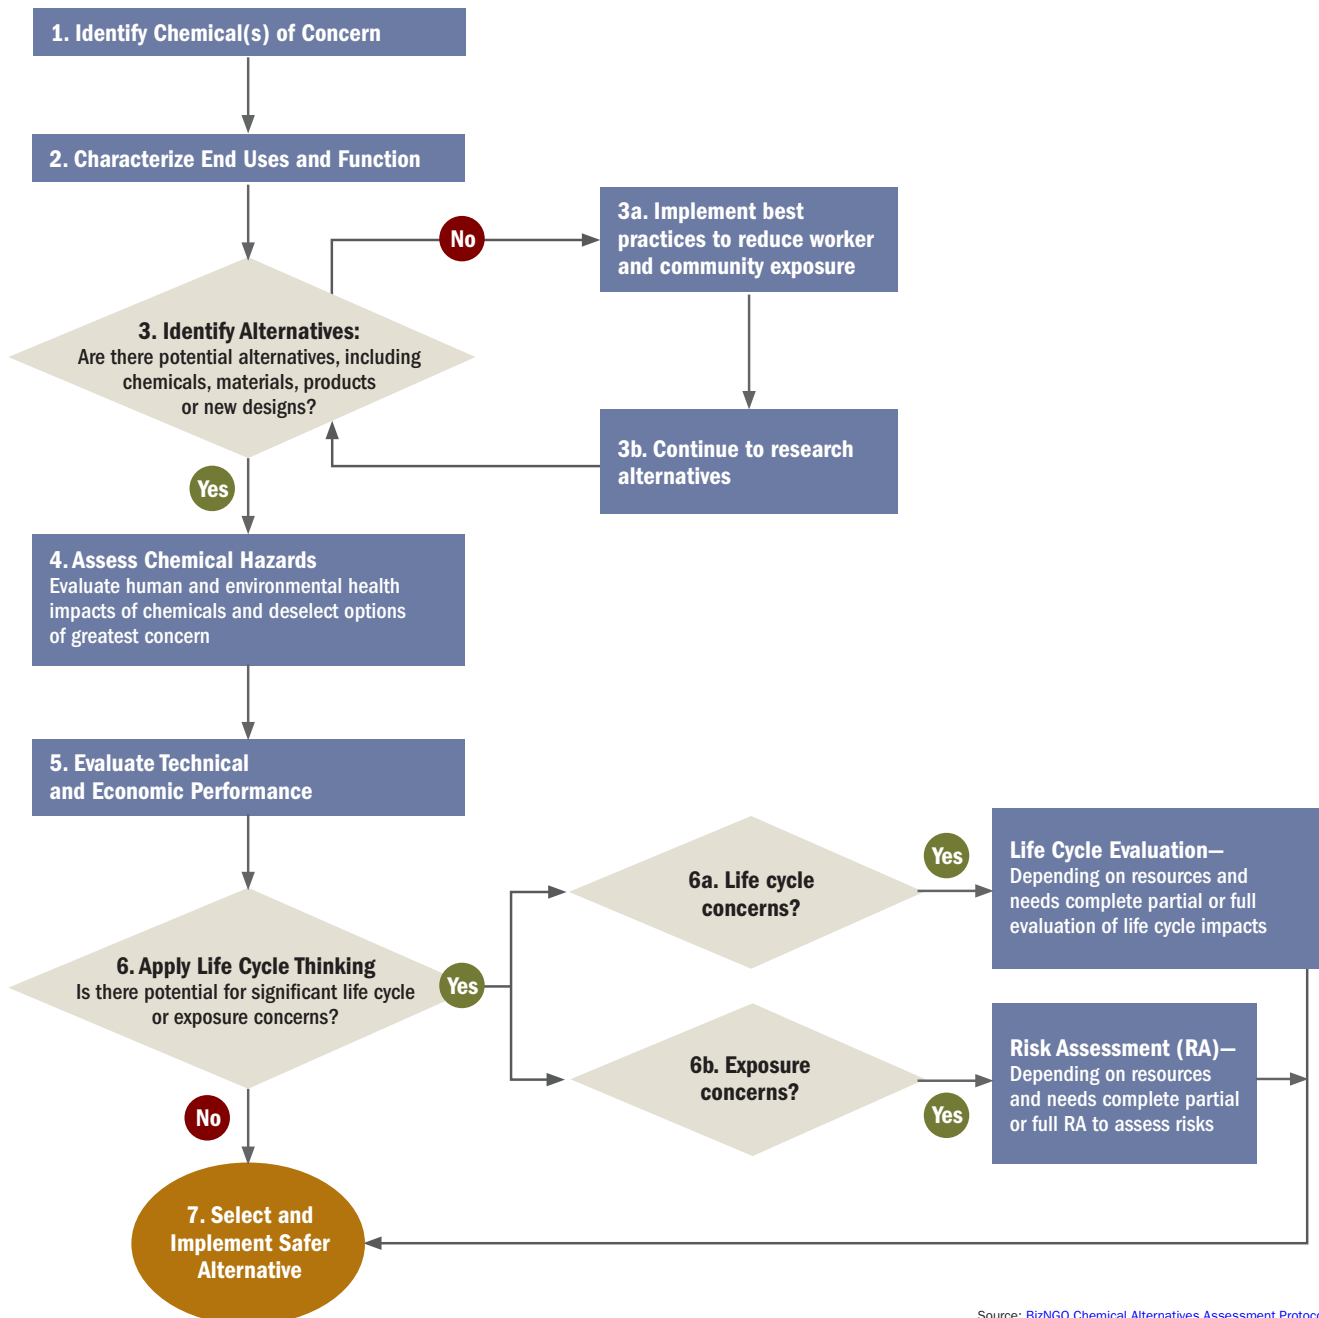 1. Identify Chemical(s) of Concern
2. Characterize End Uses and Function
No
3a. Implement best
practices to reduce worker
and community exposure
3. Identify Alternatives:
Are there potential alternatives, including
chemicals, materials, products
or new designs?
3b. Continue to research
alternatives
Yes
4. Assess Chemical Hazards
Evaluate human and environmental health
impacts of chemicals and deselect options
of greatest concern
5. Evaluate Technical
and Economic Performance
6a. Life cycle
concerns?
Yes
Life Cycle Evaluation—
Depending on resources and
needs complete partial or full
evaluation of life cycle impacts
6. Apply Life Cycle Thinking
Is there potential for significant life cycle
or exposure concerns?
Yes
6b. Exposure
concerns?
Yes
Risk Assessment (RA)—
Depending on resources
and needs complete partial
or full RA to assess risks
No
7. Select and
Implement Safer
Alternative
Source: BizNGO Chemical Alternatives Assessment